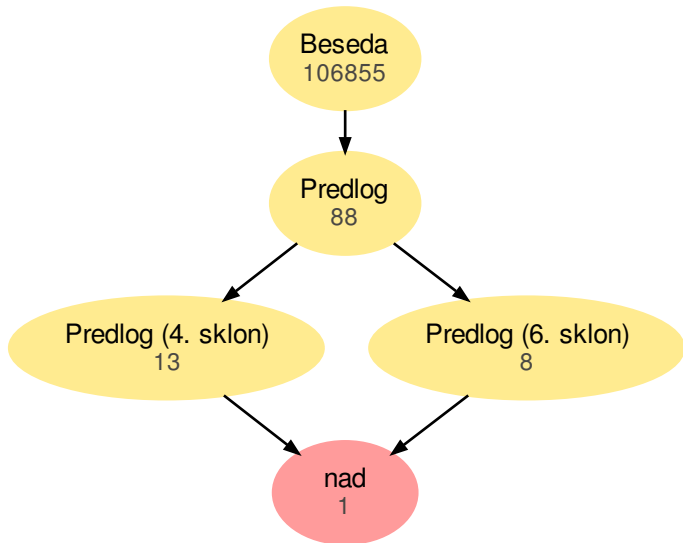 Beseda
106855
Predlog
88
Predlog (4. sklon)
13
Predlog (6. sklon)
8
nad
1